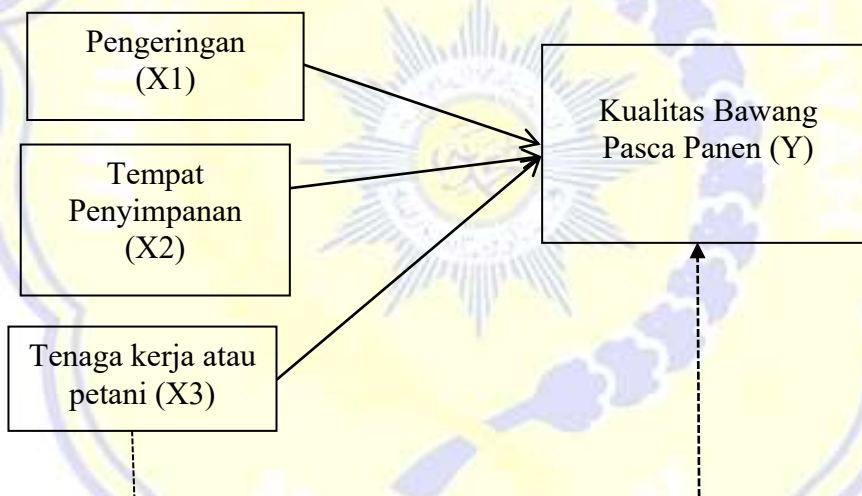 Pengeringan
(X1)
Tempat
Penyimpanan
(X2)
Tenaga kerja atau
petani (X3)
Kualitas Bawang
Pasca Panen (Y)